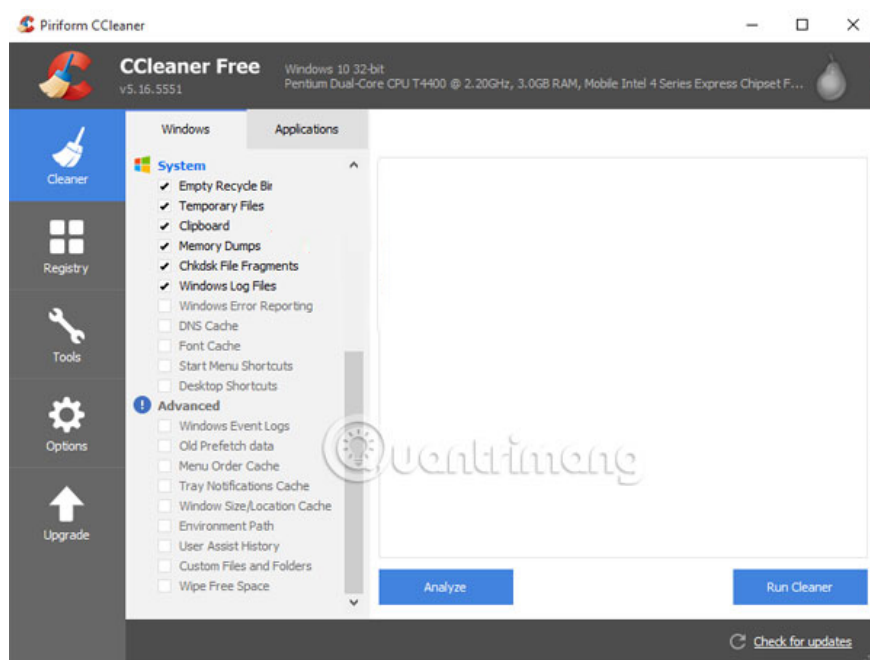 Piriform CCleaner
CCleaner Free
v5.16.5551
Windows 10 32-bit
Pentium Dual-Core CPU T4400 @ 2.20GHz, 3.0GB RAM, Mobile Intel 4 Series Express Chipset F...
Cleaner
Registry
Tools
Options
Upgrade
Windows
Applications
System
Empty Recycle Bin
Temporary Files
Clipboard
Memory Dumps
Chkdsk File Fragments
Windows Log Files
Windows Error Reporting
DNS Cache
Font Cache
Start Menu Shortcuts
Desktop Shortcuts
Advanced
Windows Event Logs
Old Prefetch data
Menu Order Cache
Tray Notifications Cache
Window Size/Location Cache
Environment Path
User Assist History
Custom Files and Folders
Wipe Free Space
Quantrimang
Analyze
Run Cleaner
Check for updates